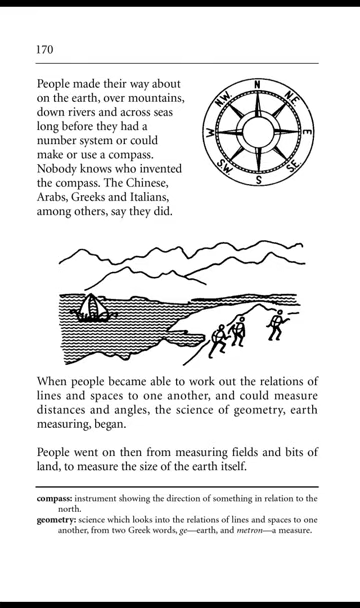 170
People made their way about
on the earth, over mountains,
down rivers and across seas
long before they had a
number system or could
make or use a compass.
Nobody knows who invented
the compass. The Chinese,
Arabs, Greeks and Italians,
among others, say they did.
N
NE
E
SE
S
SW
W
NW
When people became able to work out the relations of
lines and spaces to one another, and could measure
distances and angles, the science of geometry, earth
measuring, began.
People went on then from measuring fields and bits of
land, to measure the size of the earth itself.
compass: instrument showing the direction of something in relation to the
north.
geometry: science which looks into the relations of lines and spaces to one
another, from two Greek words, ge—earth, and metron—a measure.